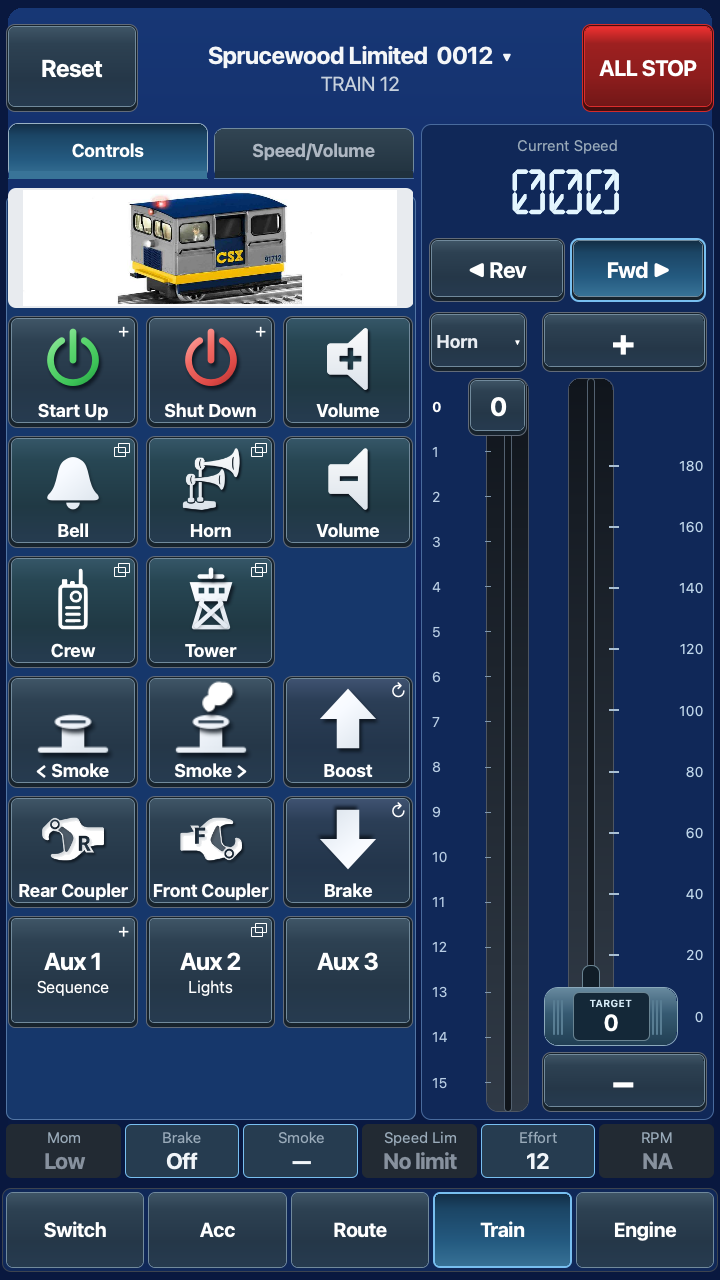 Reset
Sprucewood Limited 0012 ▾
TRAIN 12
ALL STOP
Controls
Speed/Volume
Current Speed
000
CSX
91712
◀ Rev
Fwd ▶
Start Up
Shut Down
Volume
Horn
+
0
0
1
2
3
4
5
6
7
8
9
10
11
12
13
14
15
180
160
140
120
100
80
60
40
20
0
TARGET
0
–
Bell
Horn
Volume
Crew
Tower
< Smoke
Smoke >
Boost
R
F
Rear Coupler
Front Coupler
Brake
Aux 1
Sequence
Aux 2
Lights
Aux 3
Mom
Low
Brake
Off
Smoke
—
Speed Lim
No limit
Effort
12
RPM
NA
Switch
Acc
Route
Train
Engine